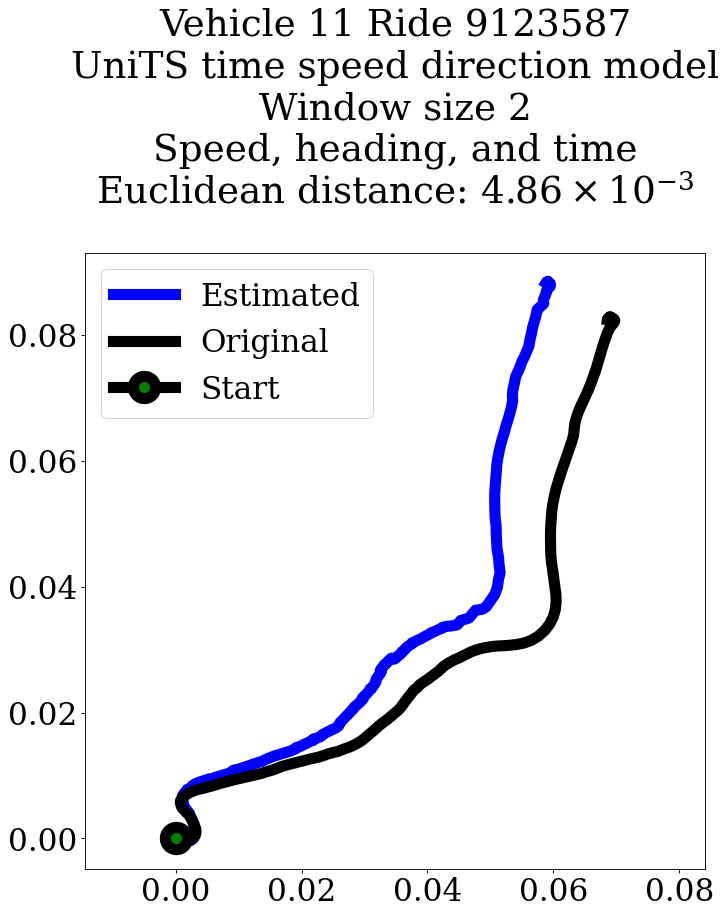 Vehicle 11 Ride 9123587
UniTS time speed direction model
Window size 2
Speed, heading, and time
Euclidean distance: 4.86 × 10⁻³
Estimated
Original
Start
0.08
0.06
0.04
0.02
0.00
0.00 0.02 0.04 0.06 0.08